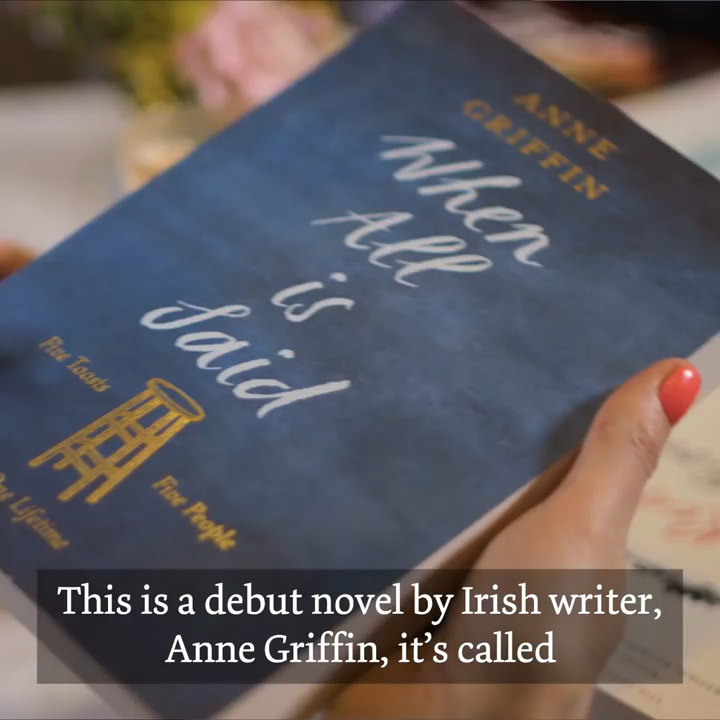 ANNE
GRIFFIN
When
All
is
Said
Five Toasts
Five People
One Lifetime
This is a debut novel by Irish writer,
Anne Griffin, it's called